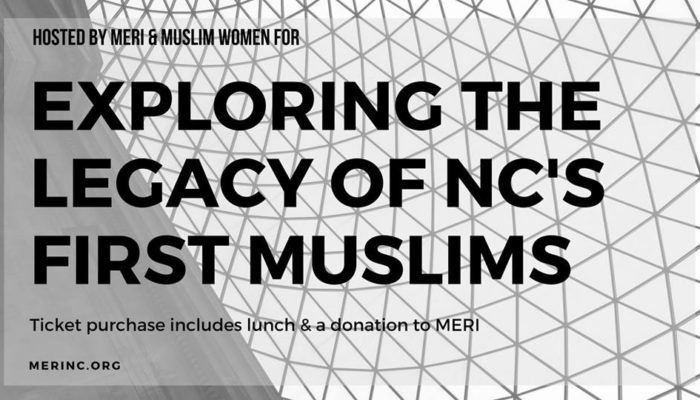 HOSTED BY MERI & MUSLIM WOMEN FOR
EXPLORING THE
LEGACY OF NC'S
FIRST MUSLIMS
Ticket purchase includes lunch & a donation to MERI
MERINC.ORG